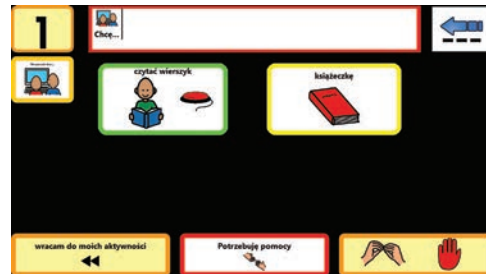 1
Chcę...
czytać wierszyk
książeczkę
wracam do moich aktywności
Potrzebuję pomocy